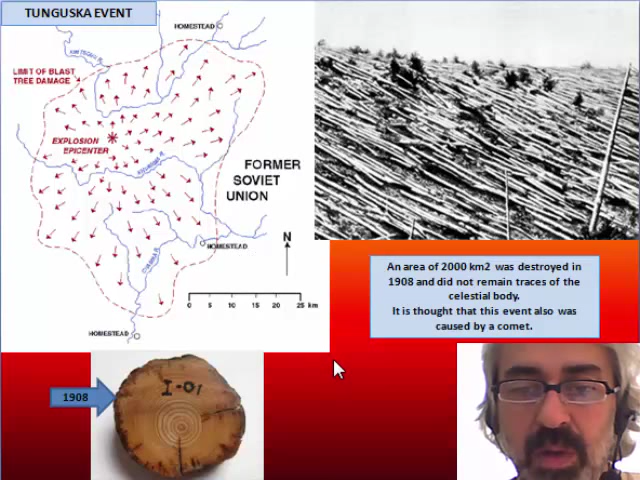 TUNGUSKA EVENT
HOMESTEAD
LIMIT OF BLAST
TREE DAMAGE
EXPLOSION
EPICENTER
FORMER
SOVIET
UNION
HOMESTEAD
N
0 5 10 15 20 25 km
HOMESTEAD
An area of 2000 km2 was destroyed in
1908 and did not remain traces of the
celestial body.
It is thought that this event also was
caused by a comet.
1908
I-01